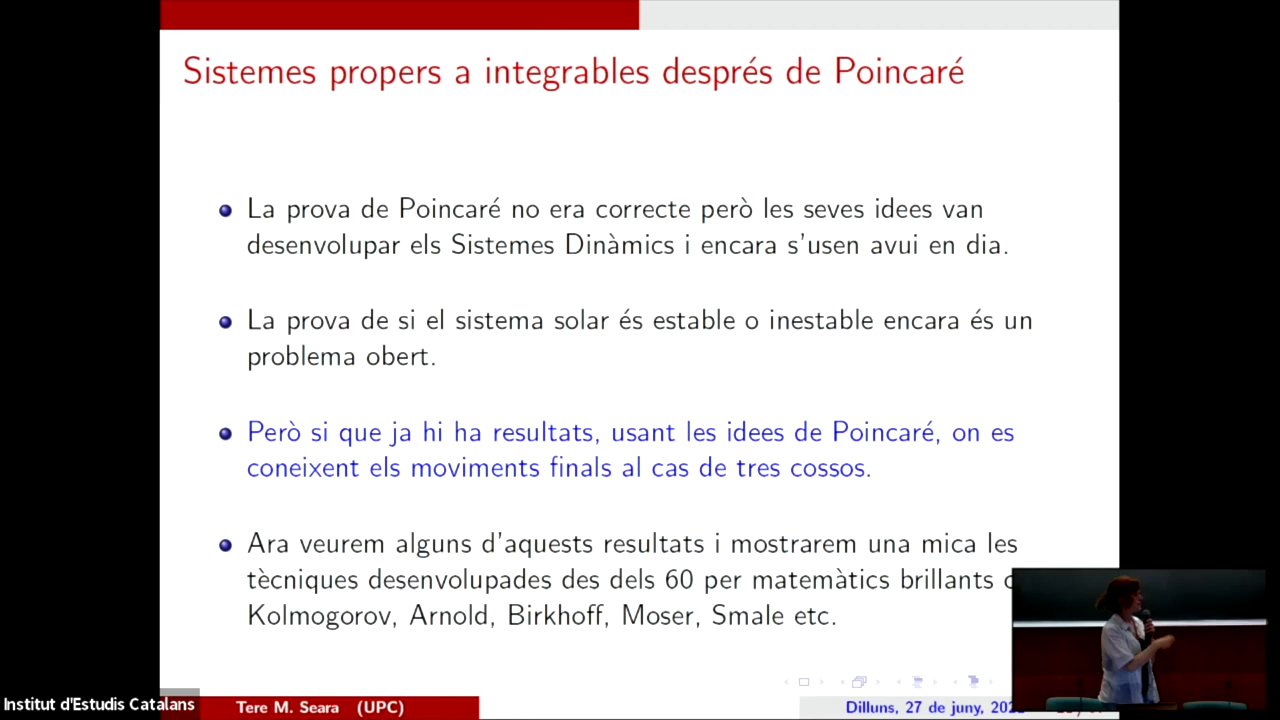 Sistemes propers a integrables després de Poincaré
La prova de Poincaré no era correcte però les seves idees van
desenvolupar els Sistemes Dinàmics i encara s'usen avui en dia.
La prova de si el sistema solar és estable o inestable encara és un
problema obert.
Però si que ja hi ha resultats, usant les idees de Poincaré, on es
coneixent els moviments finals al cas de tres cossos.
Ara veurem alguns d'aquests resultats i mostrarem una mica les
tècniques desenvolupades des dels 60 per matemàtics brillants
Kolmogorov, Arnold, Birkhoff, Moser, Smale etc.
Institut d'Estudis Catalans
Tere M. Seara (UPC)
Dilluns, 27 de juny,